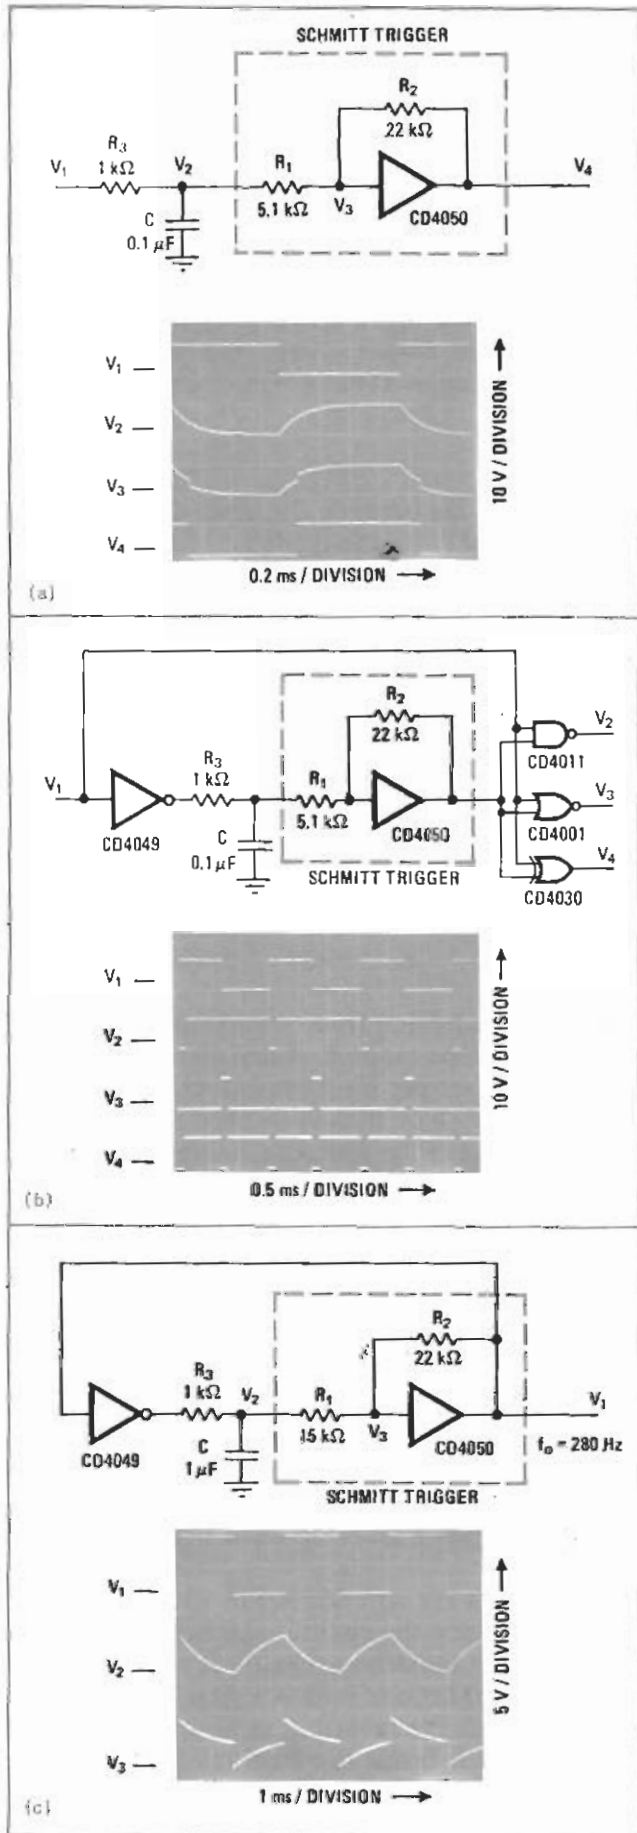 SCHMITT TRIGGER
R2
22 kΩ
R3
1 kΩ
V1
V2
R1
5.1 kΩ
V3
CD4050
V4
C
0.1 µF
V1
V2
V3
V4
10 V / DIVISION
0.2 ms / DIVISION
(a)
R2
22 kΩ
R3
1 kΩ
V1
R1
5.1 kΩ
CD4049
CD4050
C
0.1 µF
SCHMITT TRIGGER
V2
CD4011
V3
CD4001
V4
CD4030
V1
V2
V3
V4
10 V / DIVISION
0.5 ms / DIVISION
(b)
R2
22 kΩ
R3
1 kΩ
V2
R1
15 kΩ
V3
V1
CD4049
C
1 µF
CD4050
fo = 280 Hz
SCHMITT TRIGGER
V1
V2
V3
5 V / DIVISION
1 ms / DIVISION
(c)